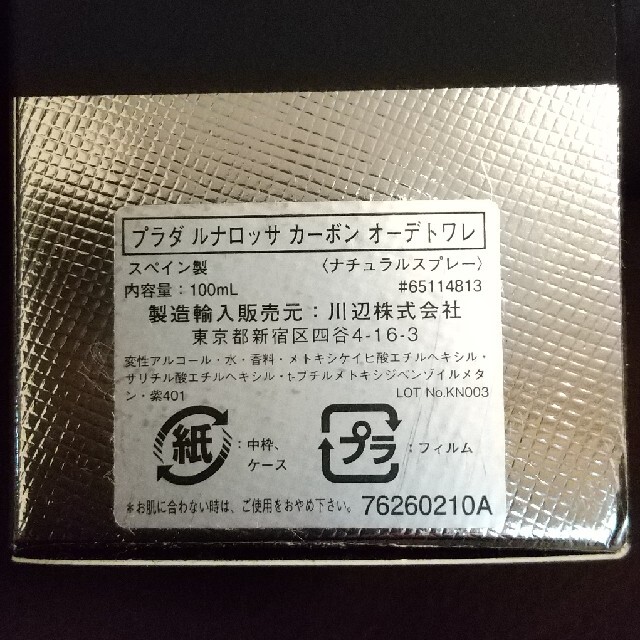 プラダ ルナロッサ カーボン オーデトワレ
スペイン製 〈ナチュラルスプレー〉
内容量:100mL #65114813
製造輸入販売元:川辺株式会社
東京都新宿区四谷4-16-3
変性アルコール・水・香料・メトキシケイヒ酸エチルヘキシル・
サリチル酸エチルヘキシル・t-ブチルメトキシジベンゾイルメタ
ン・紫401 LOT No.KN003
紙:中枠、
ケース
プラ:フィルム
*お肌に合わない時は、ご使用をおやめ下さい。 76260210A